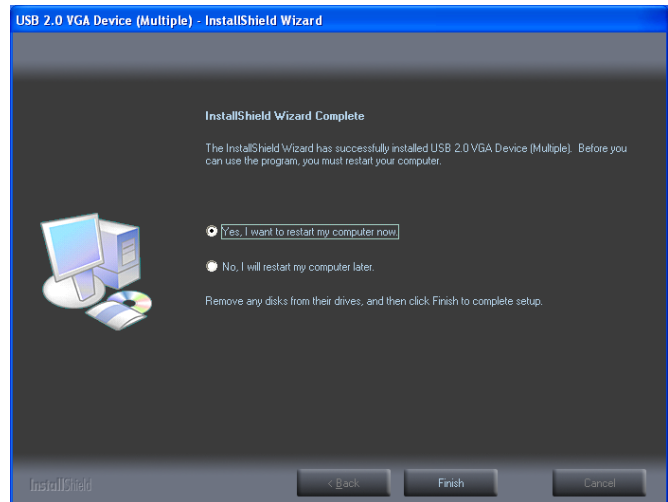 USB 2.0 VGA Device (Multiple) - InstallShield Wizard
InstallShield Wizard Complete
The InstallShield Wizard has successfully installed USB 2.0 VGA Device (Multiple).  Before you
can use the program, you must restart your computer.
Yes, I want to restart my computer now.
No, I will restart my computer later.
Remove any disks from their drives, and then click Finish to complete setup.
InstallShield
< Back
Finish
Cancel